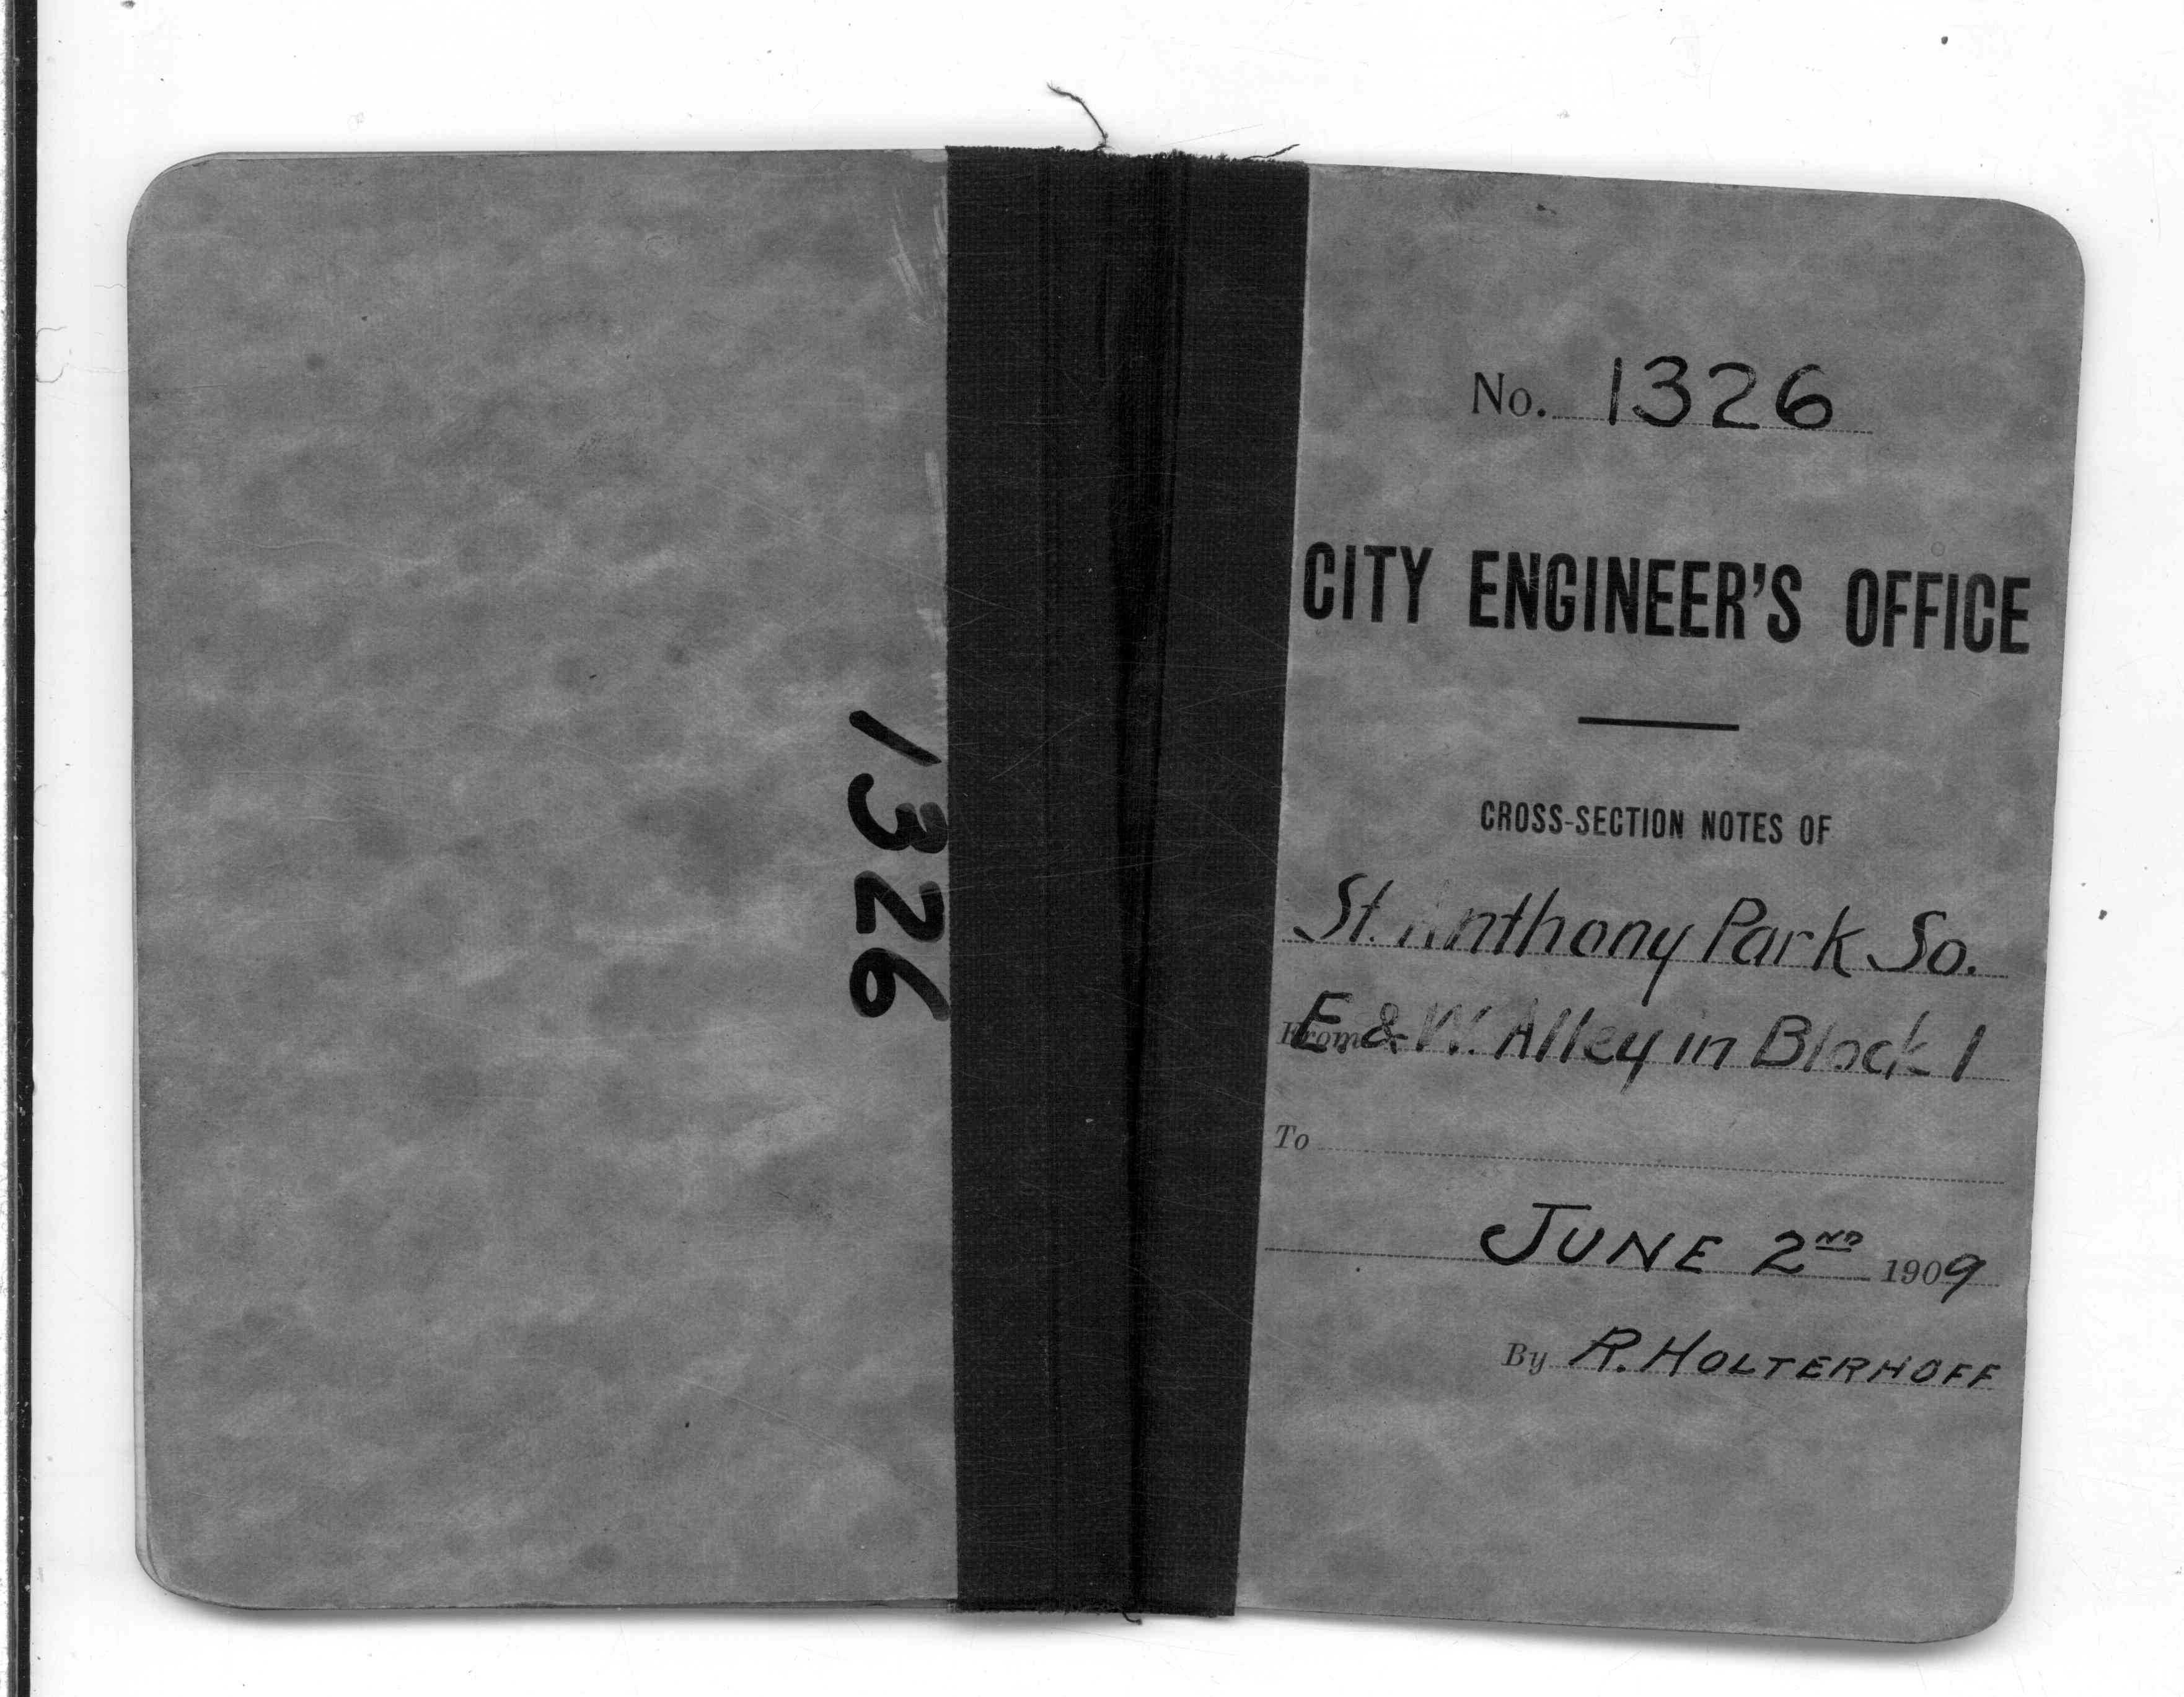 1326
No. 1326
CITY ENGINEER'S OFFICE
CROSS-SECTION NOTES OF
St. Anthony Park So.
From E. & W. Alley in Block 1
To
JUNE 2ND 1909
By R. HOLTERHOFF